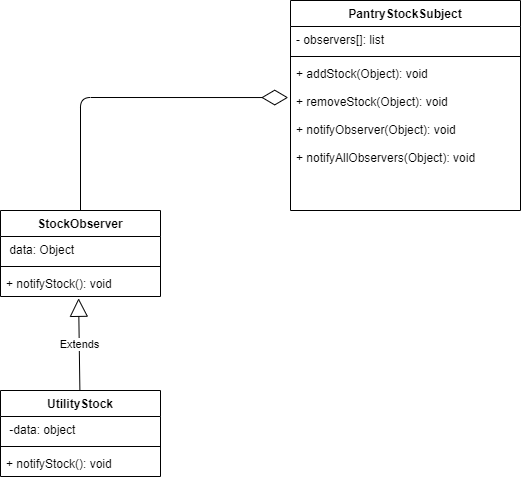 PantryStockSubject
- observers[]: list
+ addStock(Object): void
+ removeStock(Object): void
+ notifyObserver(Object): void
+ notifyAllObservers(Object): void
StockObserver
data: Object
+ notifyStock(): void
Extends
UtilityStock
-data: object
+ notifyStock(): void